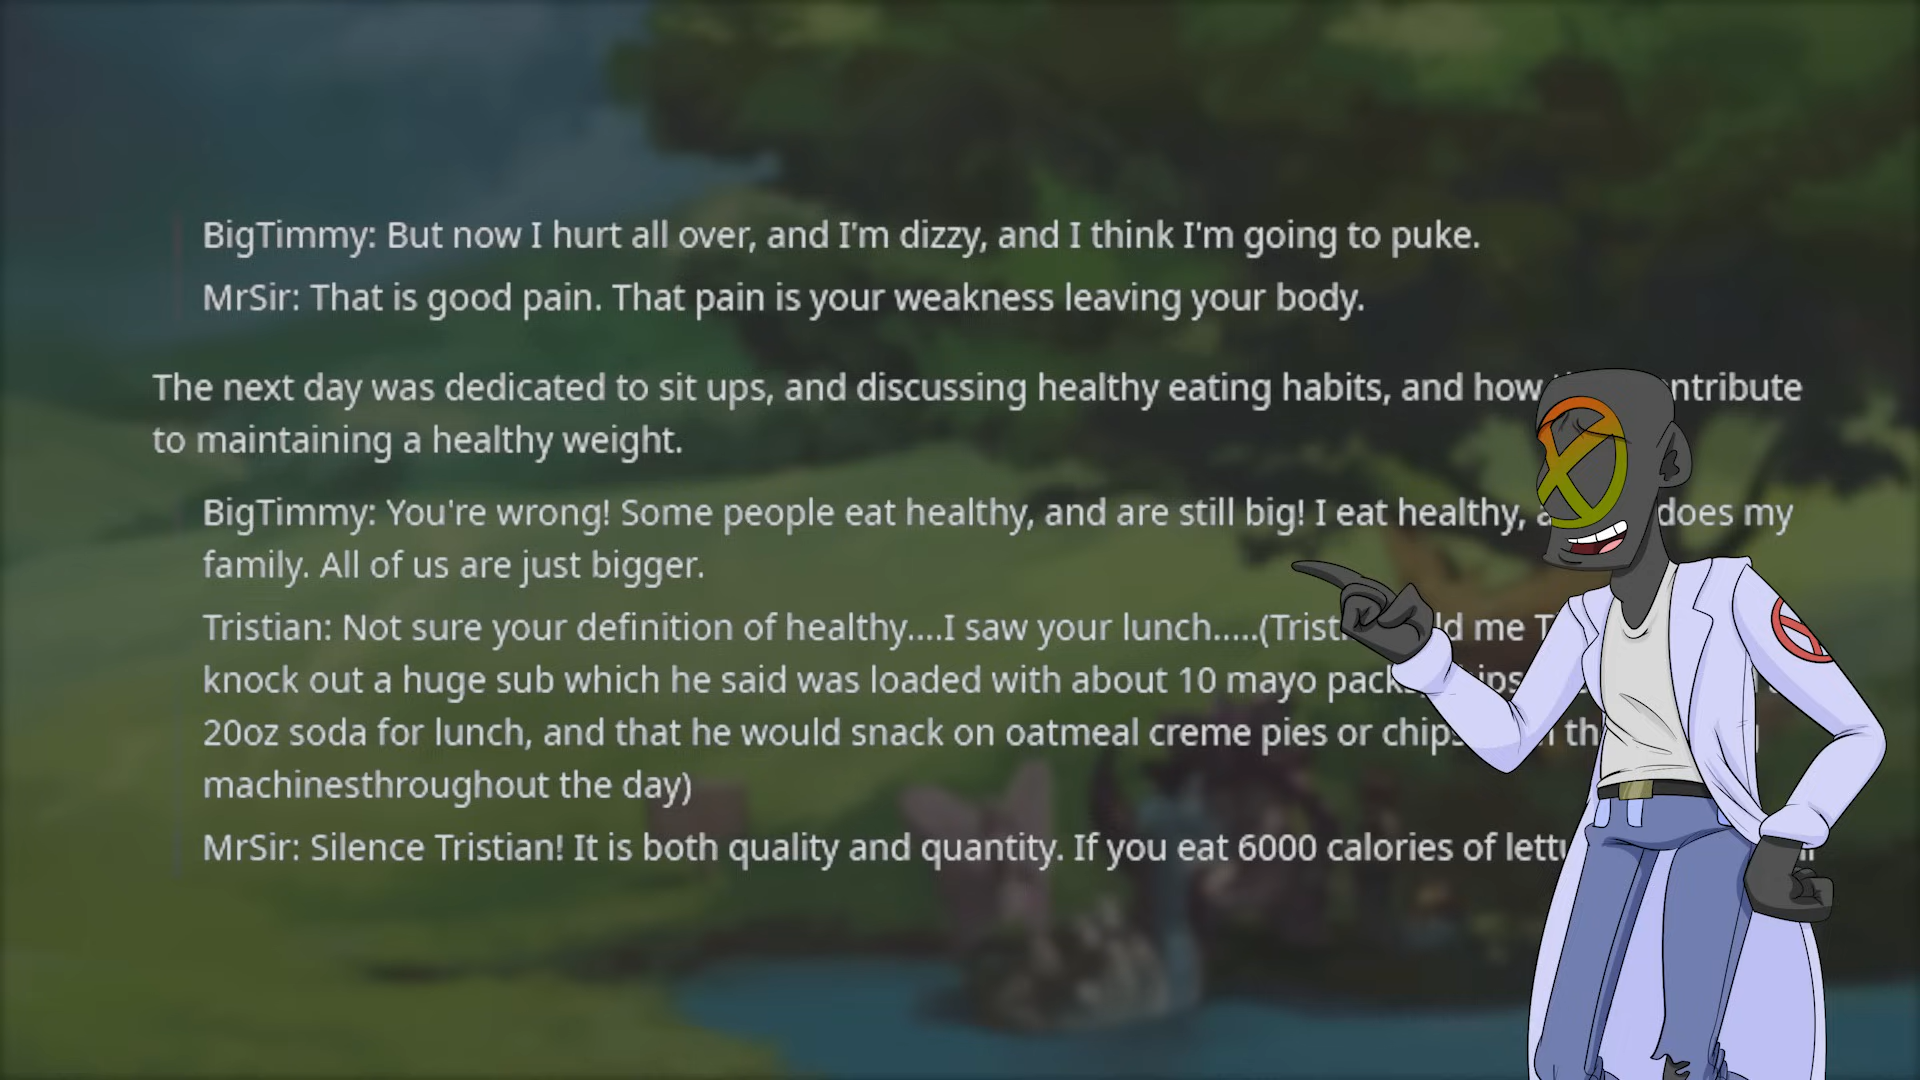 BigTimmy: But now I hurt all over, and I'm dizzy, and I think I'm going to puke.
MrSir: That is good pain. That pain is your weakness leaving your body.
The next day was dedicated to sit ups, and discussing healthy eating habits, and how
to maintaining a healthy weight.
BigTimmy: You're wrong! Some people eat healthy, and are still big! I eat healthy, does my
family. All of us are just bigger.
Tristian: Not sure your definition of healthy....I saw your lunch.....( me
knock out a huge sub which he said was loaded with about 10 mayo
20oz soda for lunch, and that he would snack on oatmeal creme pies or
machinesthroughout the day)
MrSir: Silence Tristian! It is both quality and quantity. If you eat 6000 calories of